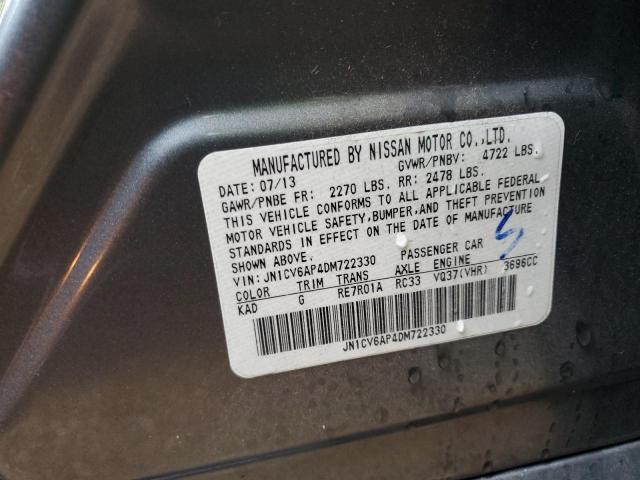 MANUFACTURED BY NISSAN MOTOR CO.,LTD.
DATE: 07/13 GVWR/PNBV: 4722 LBS.
GAWR/PNBE FR: 2270 LBS. RR: 2478 LBS.
THIS VEHICLE CONFORMS TO ALL APPLICABLE FEDERAL
MOTOR VEHICLE SAFETY,BUMPER,AND THEFT PREVENTION
STANDARDS IN EFFECT ON THE DATE OF MANUFACTURE
SHOWN ABOVE.
VIN: JN1CV6AP4DM722330 PASSENGER CAR
COLOR TRIM TRANS AXLE ENGINE
KAD G RE7R01A RC33 VQ37(VHR) 3696CC
JN1CV6AP4DM722330